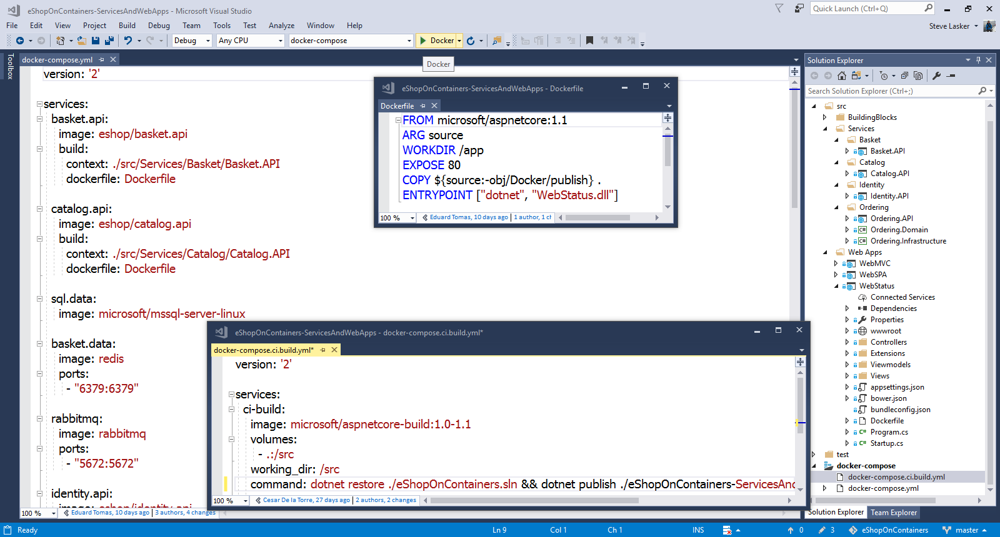 eShopOnContainers-ServicesAndWebApps - Microsoft Visual Studio
Quick Launch (Ctrl+Q)
File Edit View Project Build Debug Team Tools Test Analyze Window Help
Steve Lasker
Debug Any CPU docker-compose Docker
Docker
Toolbox
docker-compose.yml
version: '2'
services:
basket.api:
image: eshop/basket.api
build:
context: ./src/Services/Basket/Basket.API
dockerfile: Dockerfile
catalog.api:
image: eshop/catalog.api
build:
context: ./src/Services/Catalog/Catalog.API
dockerfile: Dockerfile
sql.data:
image: microsoft/mssql-server-linux
basket.data:
image: redis
ports:
- "6379:6379"
rabbitmq:
image: rabbitmq
ports:
- "5672:5672"
identity.api:
image: eshop/identity.api
100 % Eduard Tomas, 10 days ago | 3 authors, 4 changes
eShopOnContainers-ServicesAndWebApps - Dockerfile
Dockerfile
FROM microsoft/aspnetcore:1.1
ARG source
WORKDIR /app
EXPOSE 80
COPY ${source:-obj/Docker/publish} .
ENTRYPOINT ["dotnet", "WebStatus.dll"]
100 % Eduard Tomas, 10 days ago | 1 author, 1 ch
eShopOnContainers-ServicesAndWebApps - docker-compose.ci.build.yml*
docker-compose.ci.build.yml*
version: '2'
services:
ci-build:
image: microsoft/aspnetcore-build:1.0-1.1
volumes:
- .:/src
working_dir: /src
command: dotnet restore ./eShopOnContainers.sln && dotnet publish ./eShopOnContainers-ServicesAnd
100 % Cesar De la Torre, 27 days ago | 2 authors, 2 changes
Solution Explorer
Search Solution Explorer (Ctrl+;)
src
BuildingBlocks
Services
Basket
Basket.API
Catalog
Catalog.API
Identity
Identity.API
Ordering
Ordering.API
C# Ordering.Domain
C# Ordering.Infrastructure
Web Apps
WebMVC
WebSPA
WebStatus
Connected Services
Dependencies
Properties
wwwroot
Controllers
Extensions
Viewmodels
Views
appsettings.json
bower.json
bundleconfig.json
Dockerfile
C# Program.cs
C# Startup.cs
test
docker-compose
docker-compose.ci.build.yml
docker-compose.yml
Solution Explorer Team Explorer
Ready Ln 9 Col 1 Ch 1 INS 0 3 eShopOnContainers master